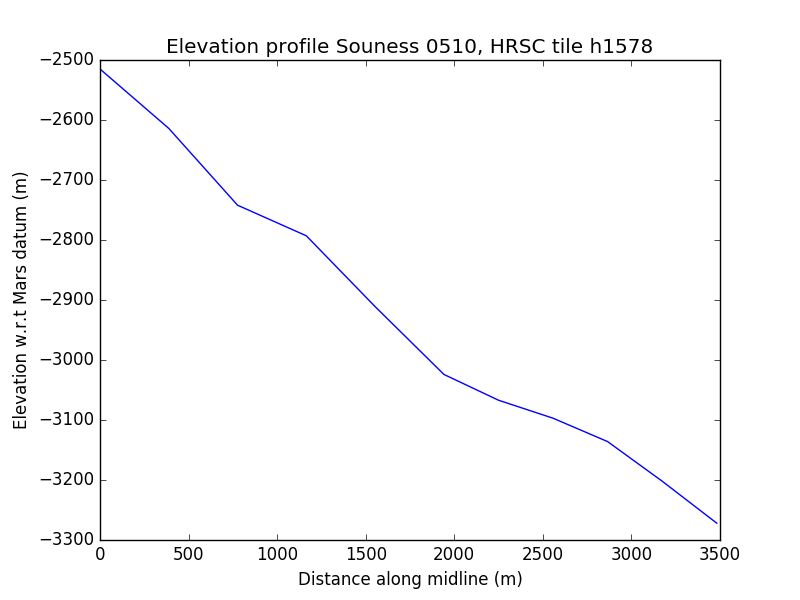 Elevation profile Souness 0510, HRSC tile h1578
−2500
−2600
−2700
−2800
−2900
−3000
−3100
−3200
−3300
Elevation w.r.t Mars datum (m)
0 500 1000 1500 2000 2500 3000 3500
Distance along midline (m)